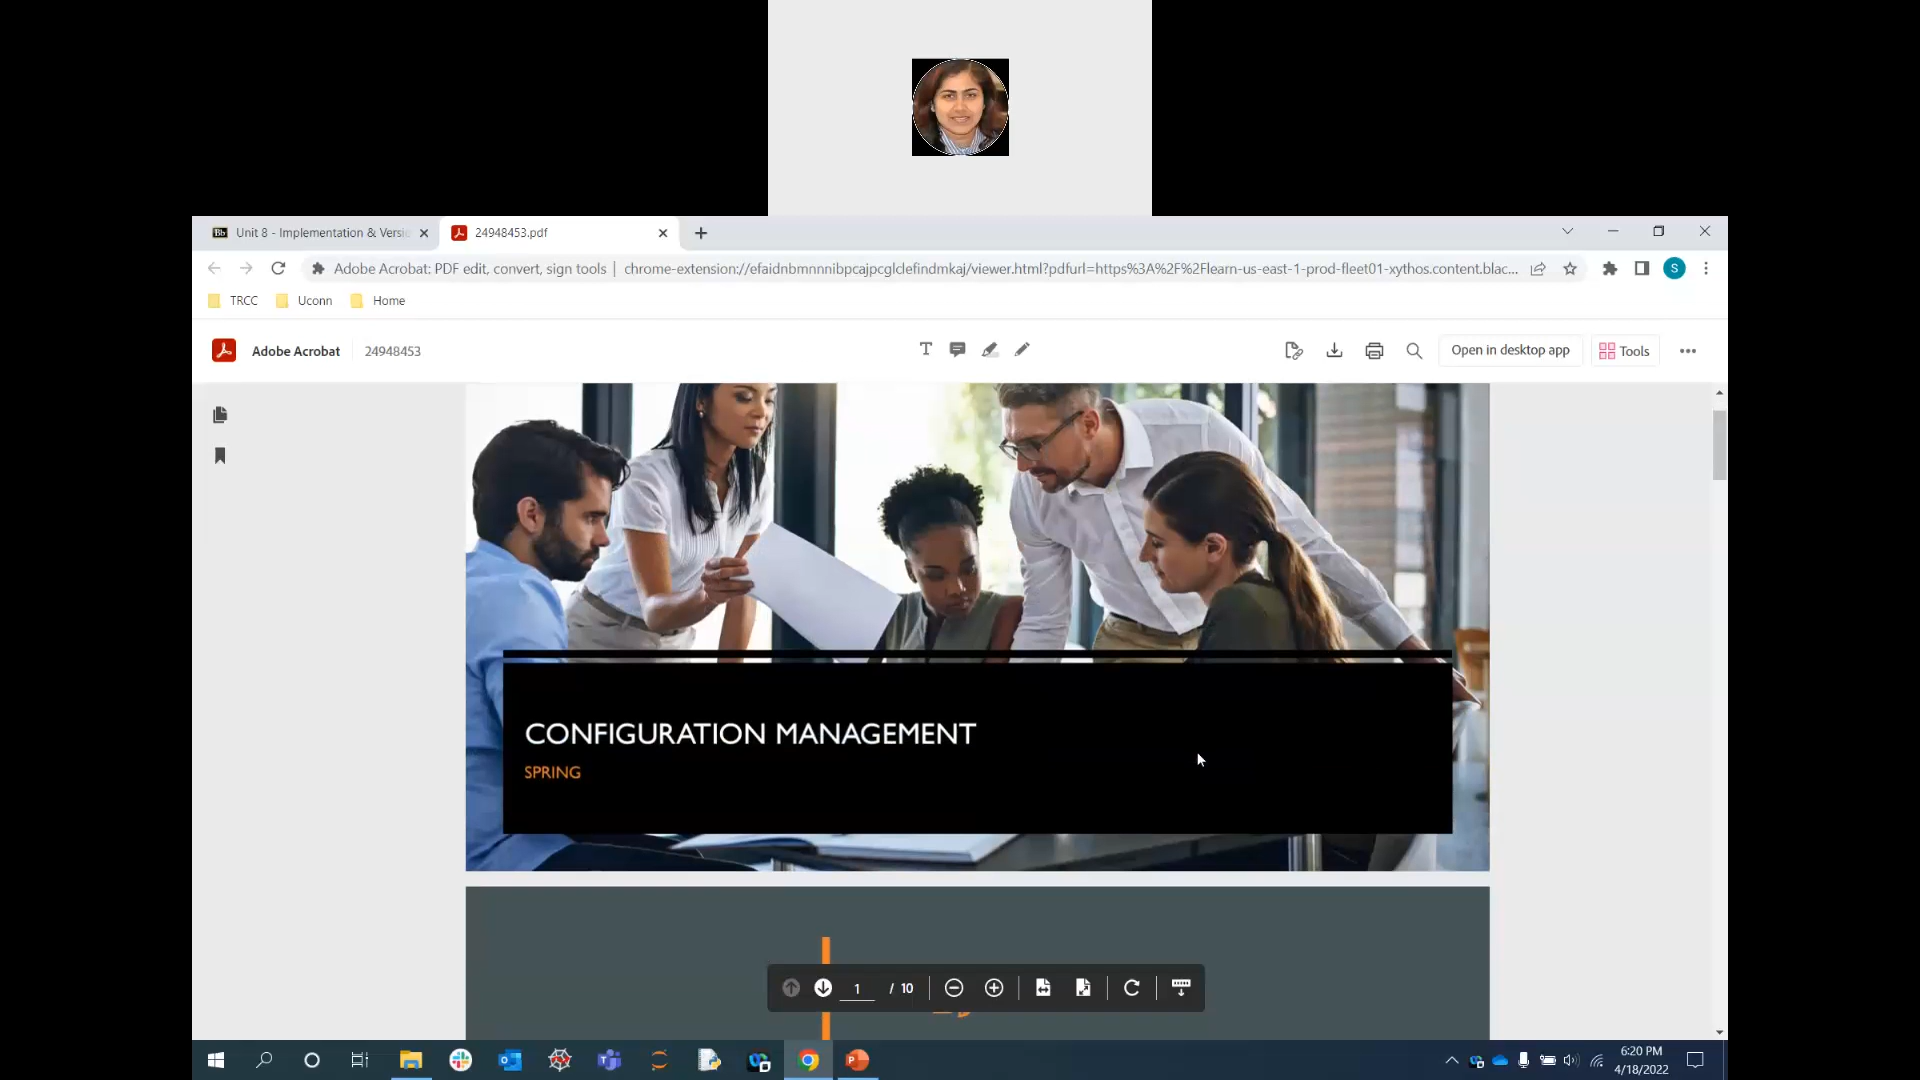 Bb Unit 8 - Implementation & Versi
24948453.pdf
Adobe Acrobat: PDF edit, convert, sign tools | chrome-extension://efaidnbmnnnibpcajpcglclefindmkaj/viewer.html?pdfurl=https%3A%2F%2Flearn-us-east-1-prod-fleet01-xythos.content.blac...
S
TRCC Uconn Home
Adobe Acrobat 24948453
Open in desktop app
Tools
CONFIGURATION MANAGEMENT
SPRING
1 / 10
6:20 PM
4/18/2022